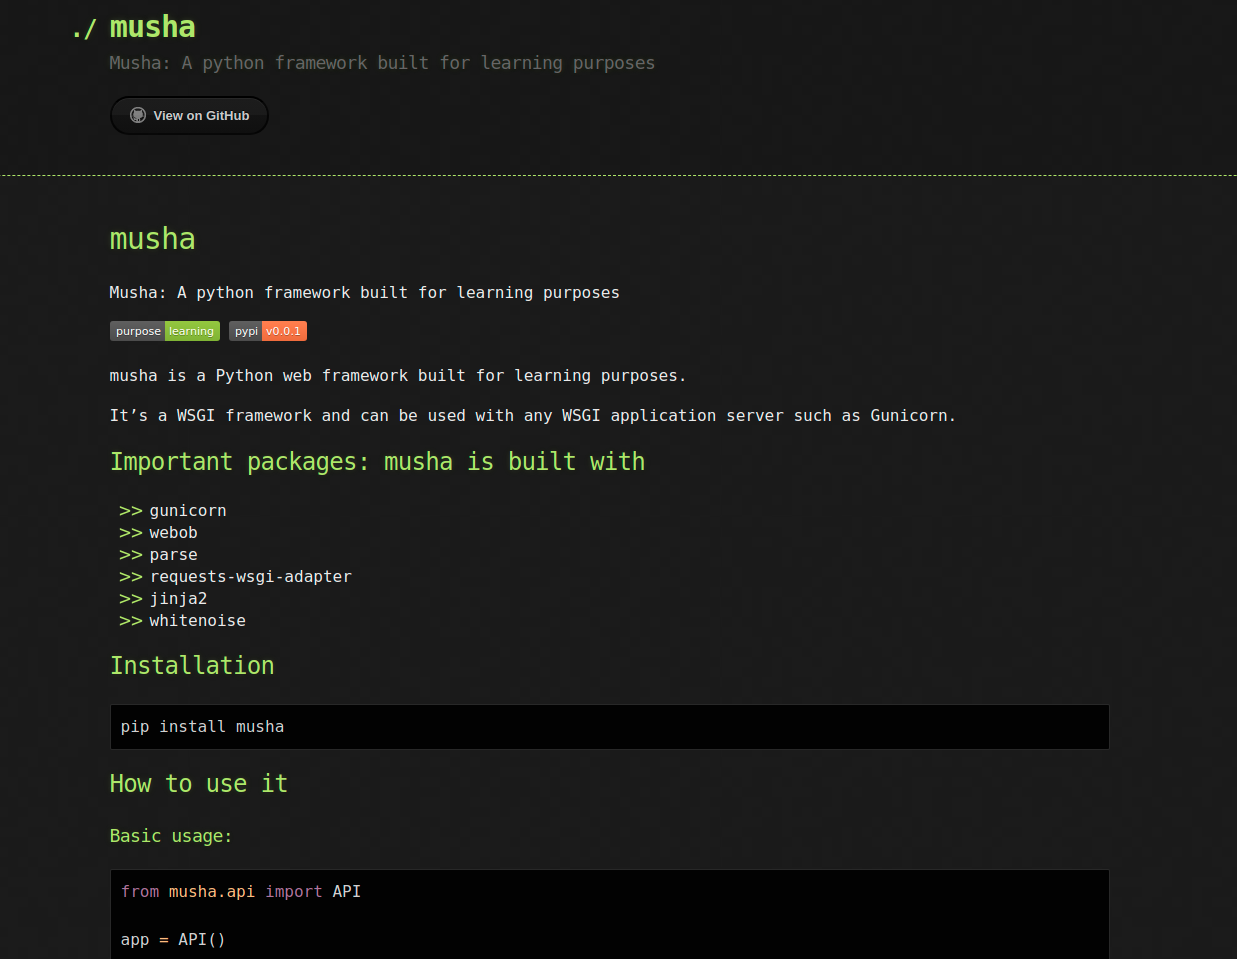 ./ musha
Musha: A python framework built for learning purposes
View on GitHub
musha
Musha: A python framework built for learning purposes
purpose learning pypi v0.0.1
musha is a Python web framework built for learning purposes.
It’s a WSGI framework and can be used with any WSGI application server such as Gunicorn.
Important packages: musha is built with
>> gunicorn
>> webob
>> parse
>> requests-wsgi-adapter
>> jinja2
>> whitenoise
Installation
pip install musha
How to use it
Basic usage:
from musha.api import API
app = API()